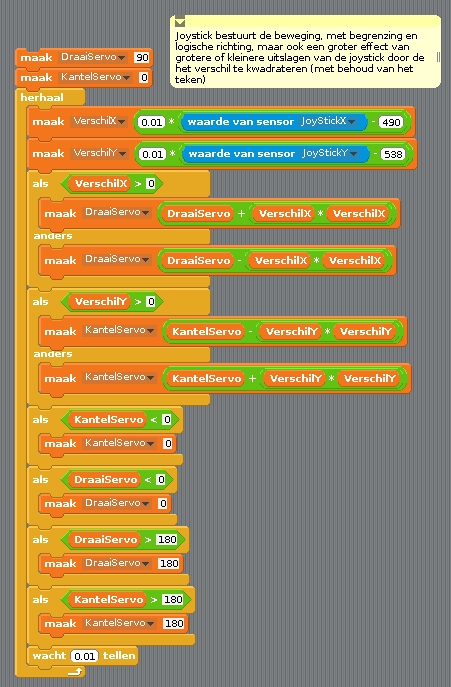 Joystick bestuurt de beweging, met begrenzing en
logische richting, maar ook een groter effect van
grotere of kleinere uitslagen van de joystick door de
het verschil te kwadrateren (met behoud van het
teken)
maak DraaiServo 90
maak KantelServo 0
herhaal
maak VerschilX 0.01 * waarde van sensor JoyStickX - 490
maak VerschilY 0.01 * waarde van sensor JoyStickY - 538
als VerschilX > 0
maak DraaiServo DraaiServo + VerschilX * VerschilX
anders
maak DraaiServo DraaiServo - VerschilX * VerschilX
als VerschilY > 0
maak KantelServo KantelServo - VerschilY * VerschilY
anders
maak KantelServo KantelServo + VerschilY * VerschilY
als KantelServo < 0
maak KantelServo 0
als DraaiServo < 0
maak DraaiServo 0
als DraaiServo > 180
maak DraaiServo 180
als KantelServo > 180
maak KantelServo 180
wacht 0.01 tellen